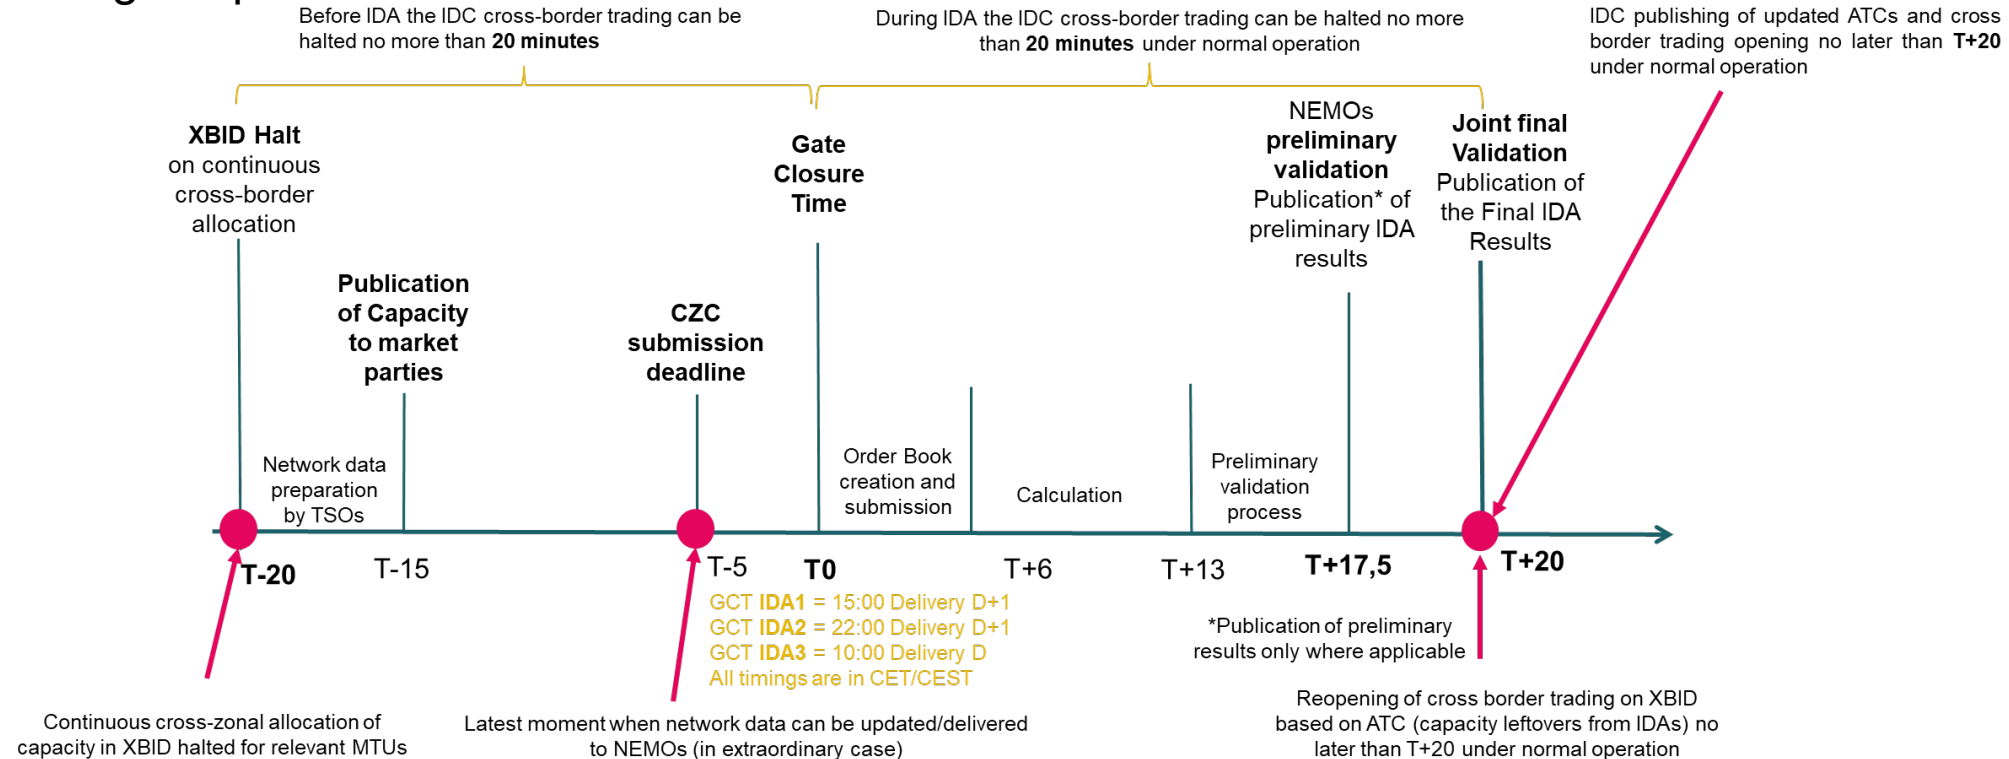 Before IDA the IDC cross-border trading can be
halted no more than 20 minutes
During IDA the IDC cross-border trading can be halted no more
than 20 minutes under normal operation
IDC publishing of updated ATCs and cross
border trading opening no later than T+20
under normal operation
XBID Halt
on continuous
cross-border
allocation
Publication
of Capacity
to market
parties
CZC
submission
deadline
Gate
Closure
Time
NEMOs
preliminary
validation
Publication* of
preliminary IDA
results
Joint final
Validation
Publication of
the Final IDA
Results
Network data
preparation
by TSOs
Order Book
creation and
submission
Calculation
Preliminary
validation
process
T-20
T-15
T-5
T0
T+6
T+13
T+17,5
T+20
GCT IDA1 = 15:00 Delivery D+1
GCT IDA2 = 22:00 Delivery D+1
GCT IDA3 = 10:00 Delivery D
All timings are in CET/CEST
*Publication of preliminary
results only where applicable
Continuous cross-zonal allocation of
capacity in XBID halted for relevant MTUs
Latest moment when network data can be updated/delivered
to NEMOs (in extraordinary case)
Reopening of cross border trading on XBID
based on ATC (capacity leftovers from IDAs) no
later than T+20 under normal operation